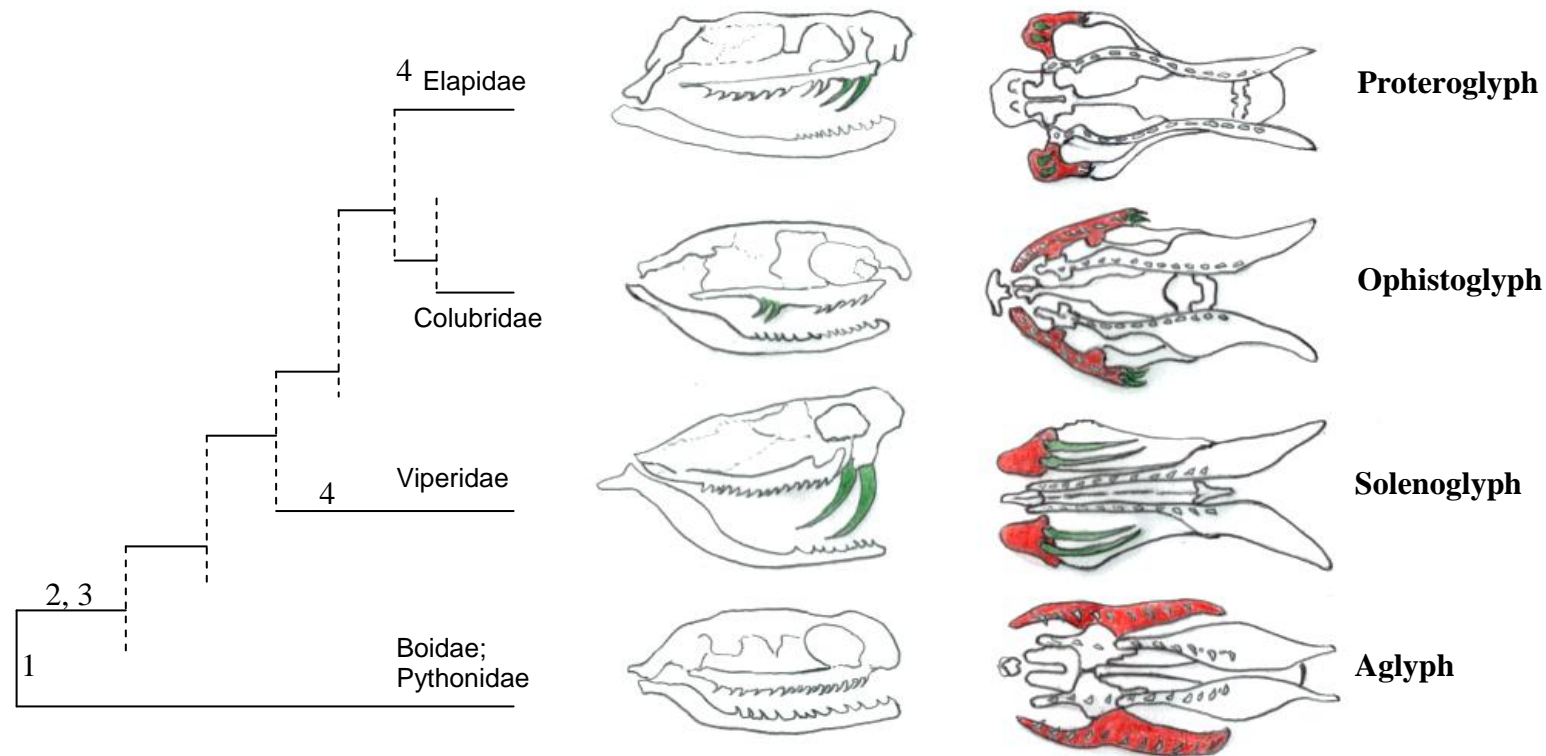 4 Elapidae
Proteroglyph
Colubridae
Ophistoglyph
Viperidae
4
Solenoglyph
2, 3
Boidae;
Pythonidae
1
Aglyph